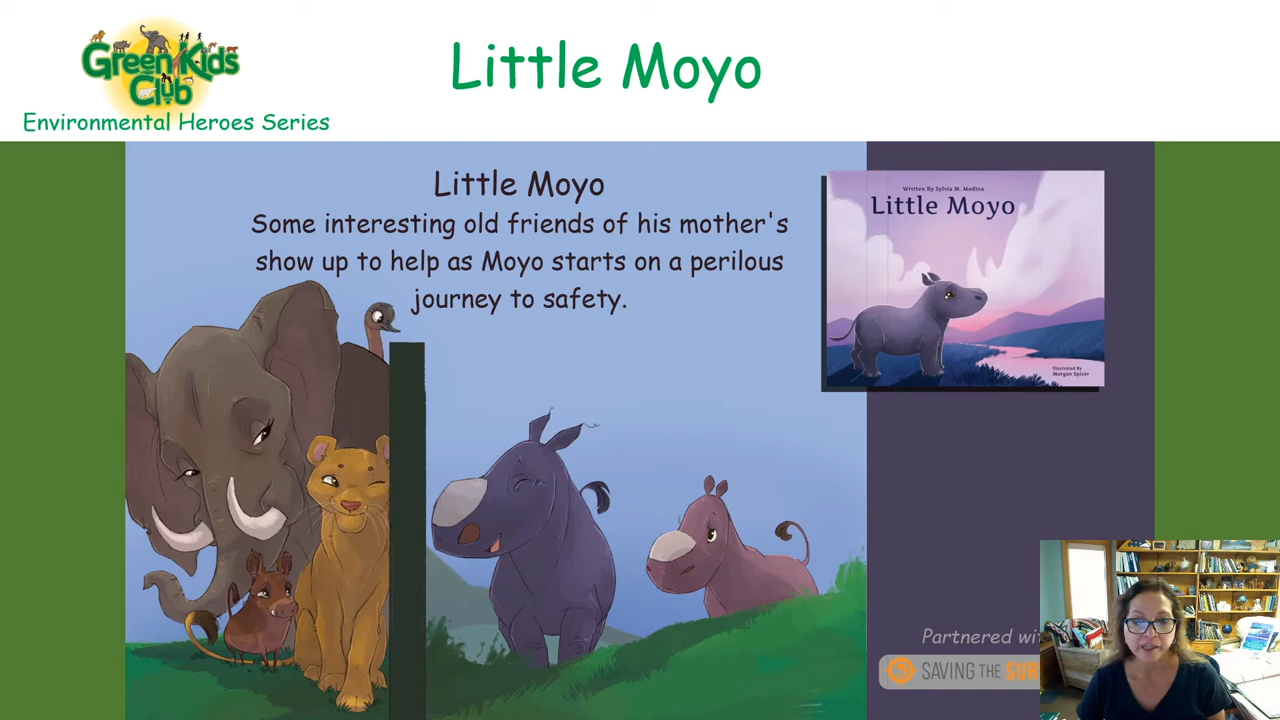 Green Kids
Club
Environmental Heroes Series
Little Moyo
Little Moyo
Some interesting old friends of his mother's
show up to help as Moyo starts on a perilous
journey to safety.
Written By Sylvia M. Medina
Little Moyo
Illustrated By
Morgan Spicer
Partnered
SAVING THE